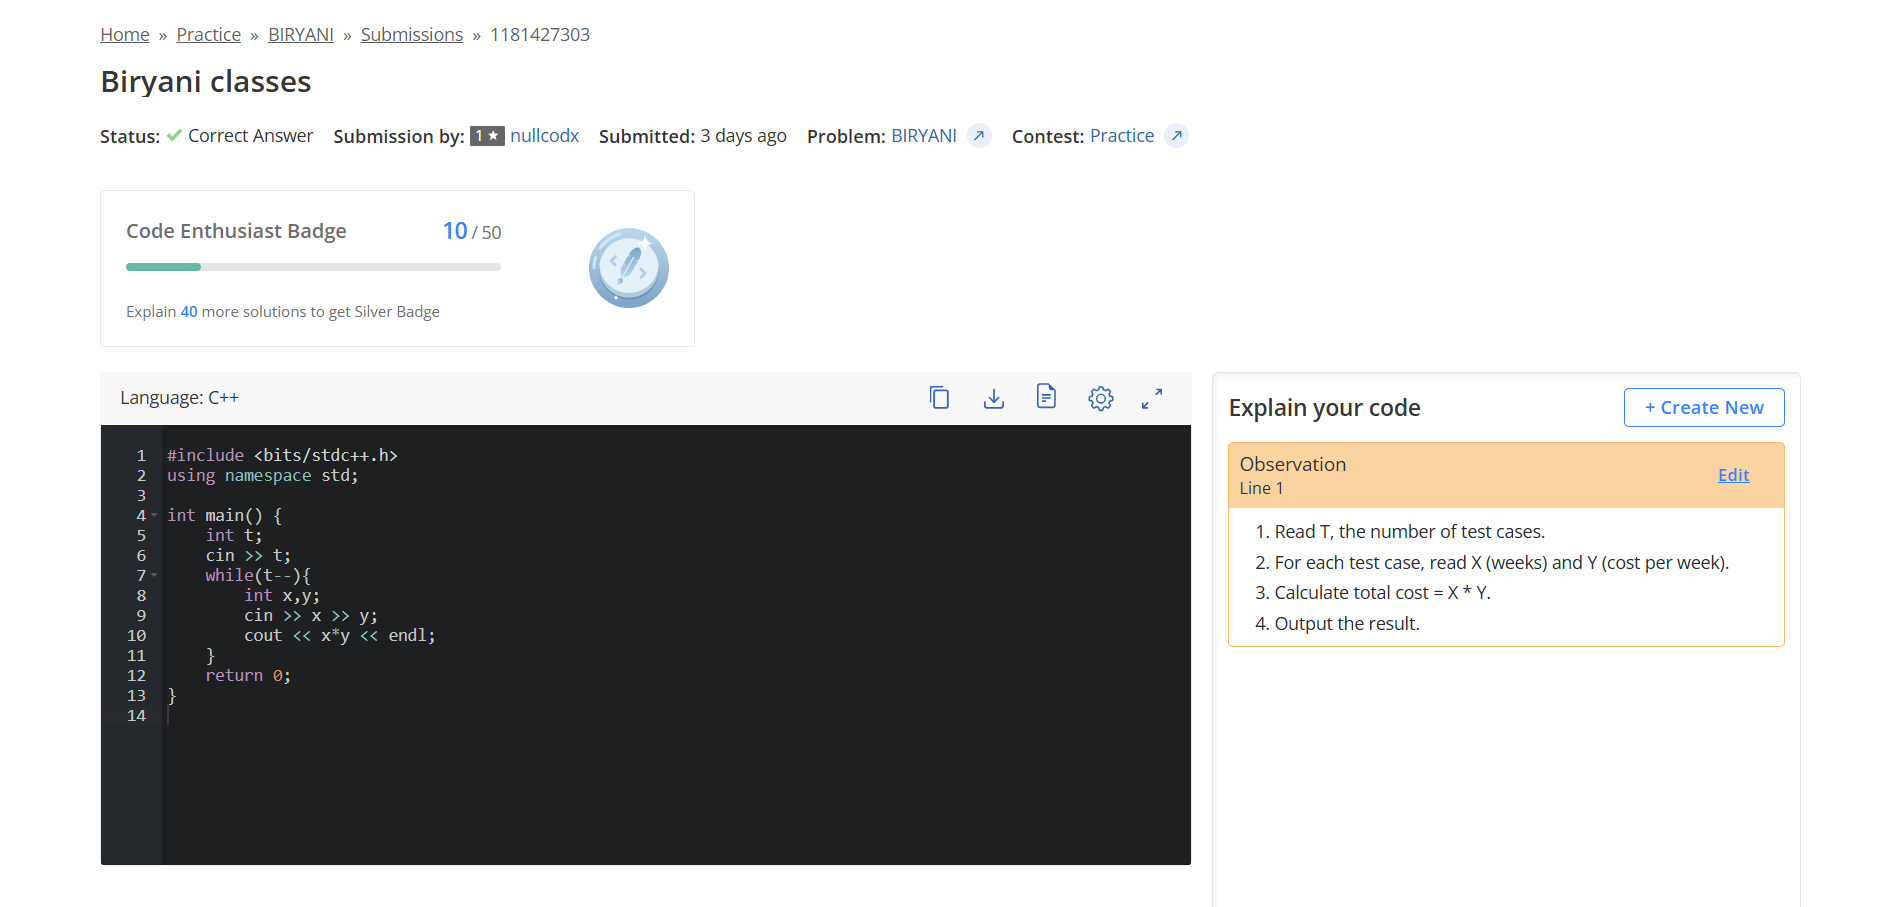 Home » Practice » BIRYANI » Submissions » 1181427303
Biryani classes
Status: Correct Answer Submission by: 1★ nullcodx Submitted: 3 days ago Problem: BIRYANI Contest: Practice
Code Enthusiast Badge 10 / 50
Explain 40 more solutions to get Silver Badge
Language: C++
1 #include <bits/stdc++.h>
2 using namespace std;
3
4 int main() {
5     int t;
6     cin >> t;
7     while(t--){
8         int x,y;
9         cin >> x >> y;
10         cout << x*y << endl;
11     }
12     return 0;
13 }
14
Explain your code + Create New
Observation
Line 1
Edit
1. Read T, the number of test cases.
2. For each test case, read X (weeks) and Y (cost per week).
3. Calculate total cost = X * Y.
4. Output the result.